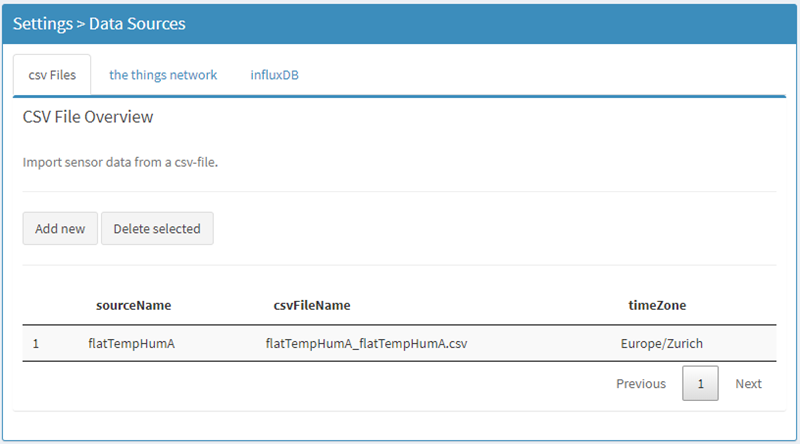 Settings > Data Sources
csv Files the things network influxDB
CSV File Overview
Import sensor data from a csv-file.
Add new Delete selected
sourceName csvFileName timeZone
1 flatTempHumA flatTempHumA_flatTempHumA.csv Europe/Zurich
Previous 1 Next